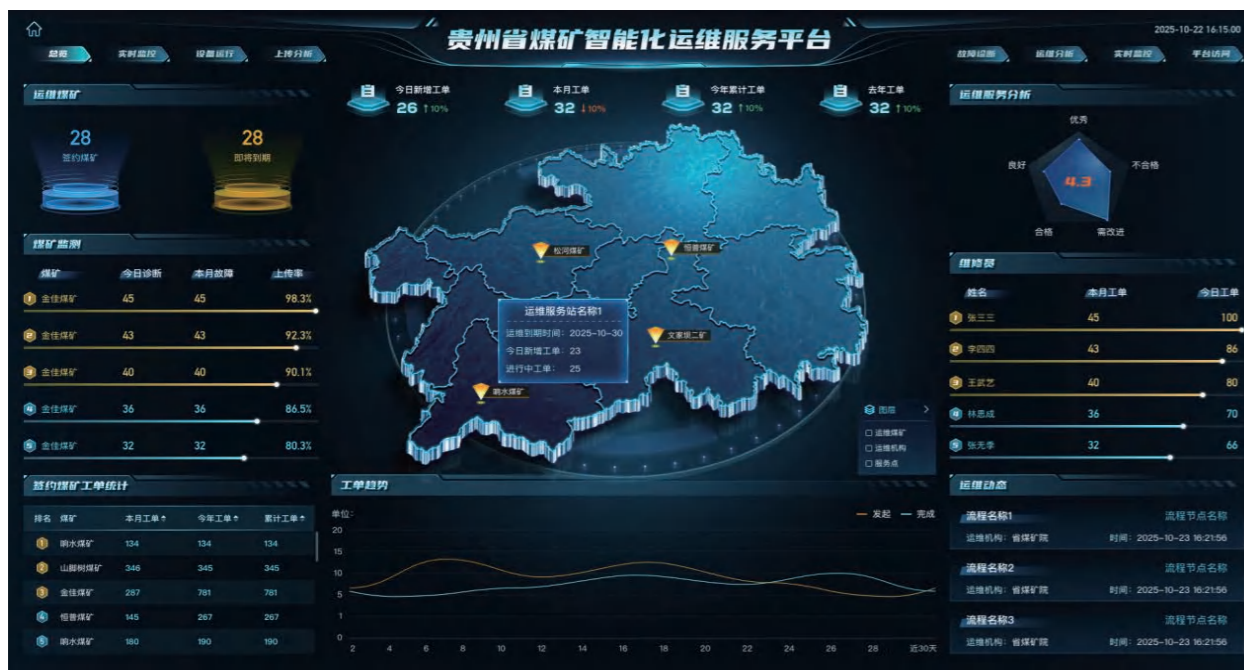 贵州省煤矿智能化运维服务平台
2025-10-22 16:15:00
总览 实时监控 设备运行 上传分析
故障诊断 运维分析 实时监控 平台访问
运维煤矿
28
签约煤矿
28
即将到期
今日新增工单
26 ↑10%
本月工单
32 ↓10%
今年累计工单
32 ↑10%
去年工单
32 ↑10%
运维服务分析
优秀
良好
不合格
4.3
合格
需改进
煤矿监测
煤矿 今日诊断 本月故障 上传率
1 金佳煤矿 45 45 98.3%
2 金佳煤矿 43 43 92.3%
3 金佳煤矿 40 40 90.1%
4 金佳煤矿 36 36 86.5%
5 金佳煤矿 32 32 80.3%
松河煤矿
恒普煤矿
文家坝二矿
响水煤矿
运维服务站名称1
运维到期时间：2025-10-30
今日新增工单：23
进行中工单： 25
图层
运维煤矿
运维机构
服务点
维修员
姓名 本月工单 今日工单
1 张三三 45 100
2 李四四 43 86
3 王武艺 40 80
4 林思成 36 70
5 张无季 32 66
签约煤矿工单统计
排名 煤矿 本月工单 今年工单 累计工单
1 响水煤矿 134 134 134
2 山脚树煤矿 346 345 345
3 金佳煤矿 287 781 781
4 恒普煤矿 145 267 267
5 响水煤矿 180 190 190
工单趋势
单位：
发起 完成
20
15
10
5
1
0
2 4 6 8 10 12 14 16 18 20 22 24 26 28 近30天
运维动态
流程名称1 流程节点名称
运维机构：省煤矿院 时间：2025-10-23 16:21:56
流程名称2 流程节点名称
运维机构：省煤矿院 时间：2025-10-23 16:21:56
流程名称3 流程节点名称
运维机构：省煤矿院 时间：2025-10-23 16:21:56